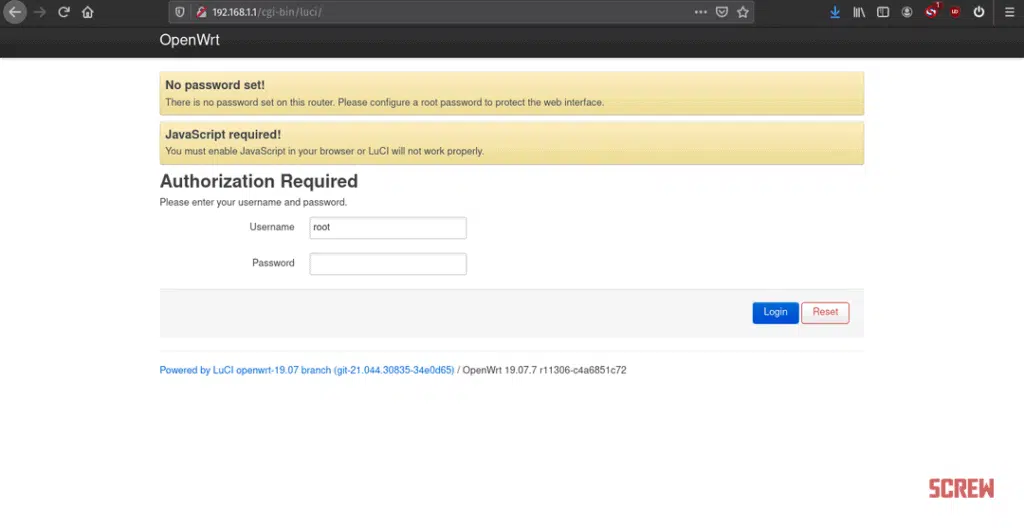 192.168.1.1/cgi-bin/luci/
OpenWrt
No password set!
There is no password set on this router. Please configure a root password to protect the web interface.
JavaScript required!
You must enable JavaScript in your browser or LuCI will not work properly.
Authorization Required
Please enter your username and password.
Username root
Password
Login Reset
Powered by LuCI openwrt-19.07 branch (git-21.044.30835-34e0d65) / OpenWrt 19.07.7 r11306-c4a6851c72
SCREW